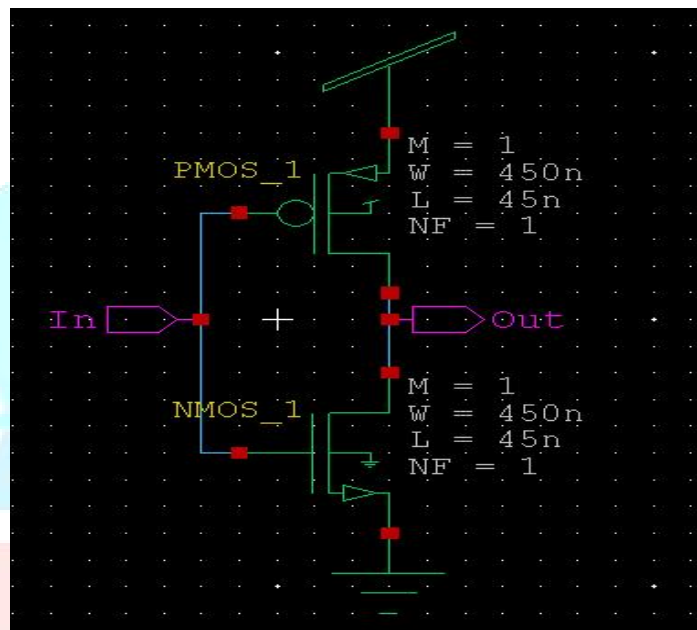 PMOS_1
M = 1
W = 450n
L = 45n
NF = 1
In
Out
NMOS_1
M = 1
W = 450n
L = 45n
NF = 1